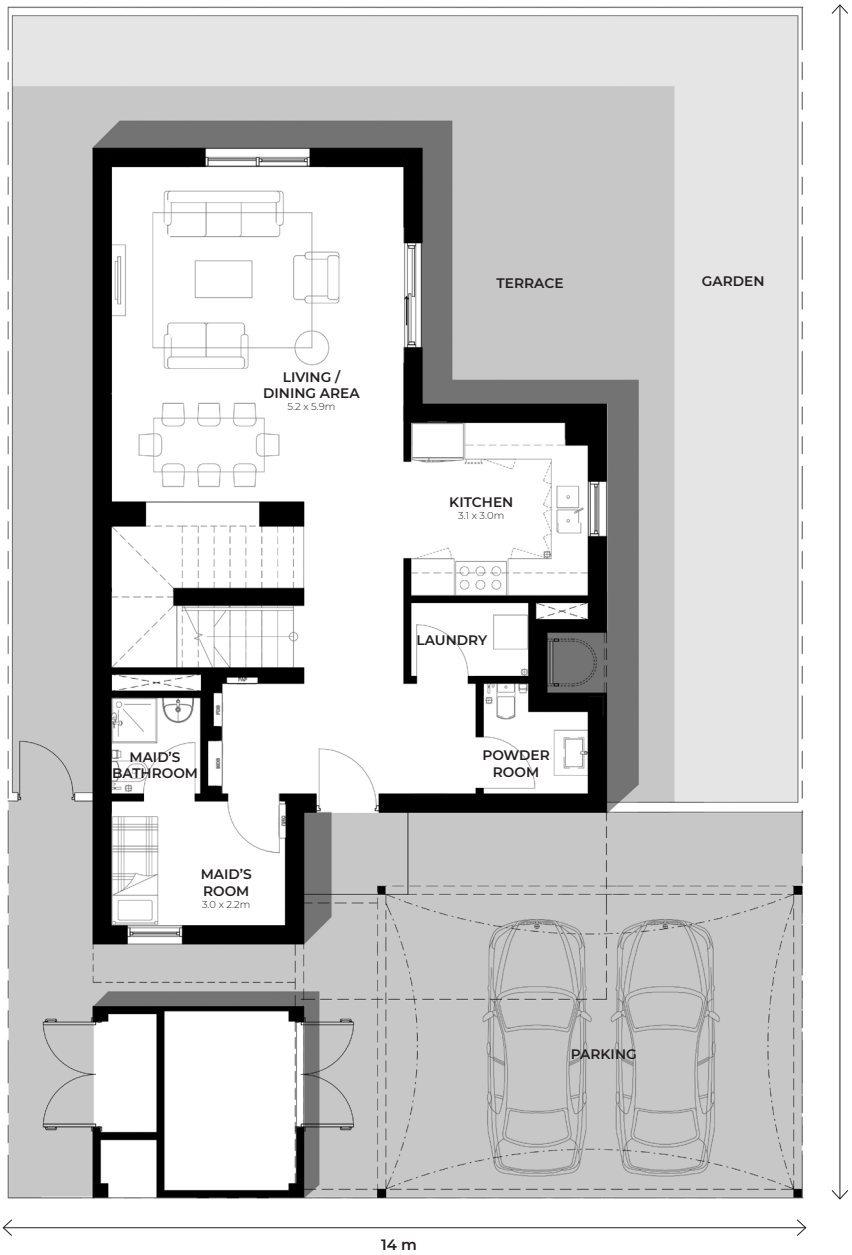 TERRACE
GARDEN
LIVING /
DINING AREA
5.2 x 5.9m
KITCHEN
3.1 x 3.0m
LAUNDRY
MAID'S
BATHROOM
POWDER
ROOM
MAID'S
ROOM
3.0 x 2.2m
PARKING
14 m